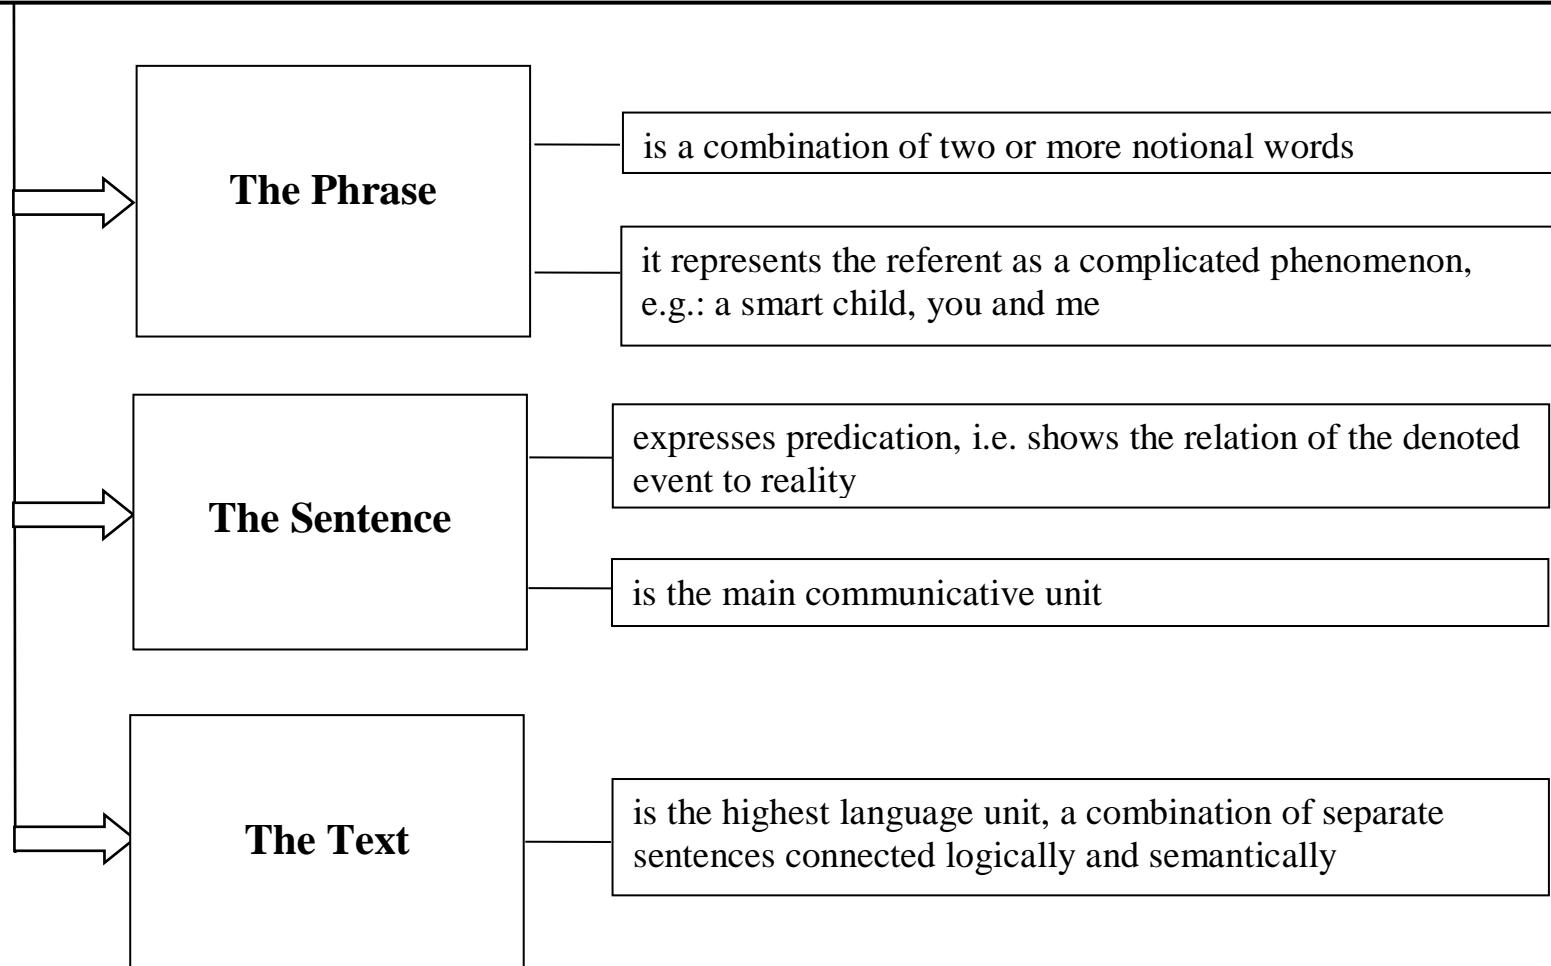 The Phrase
is a combination of two or more notional words
it represents the referent as a complicated phenomenon,
e.g.: a smart child, you and me
The Sentence
expresses predication, i.e. shows the relation of the denoted
event to reality
is the main communicative unit
The Text
is the highest language unit, a combination of separate
sentences connected logically and semantically